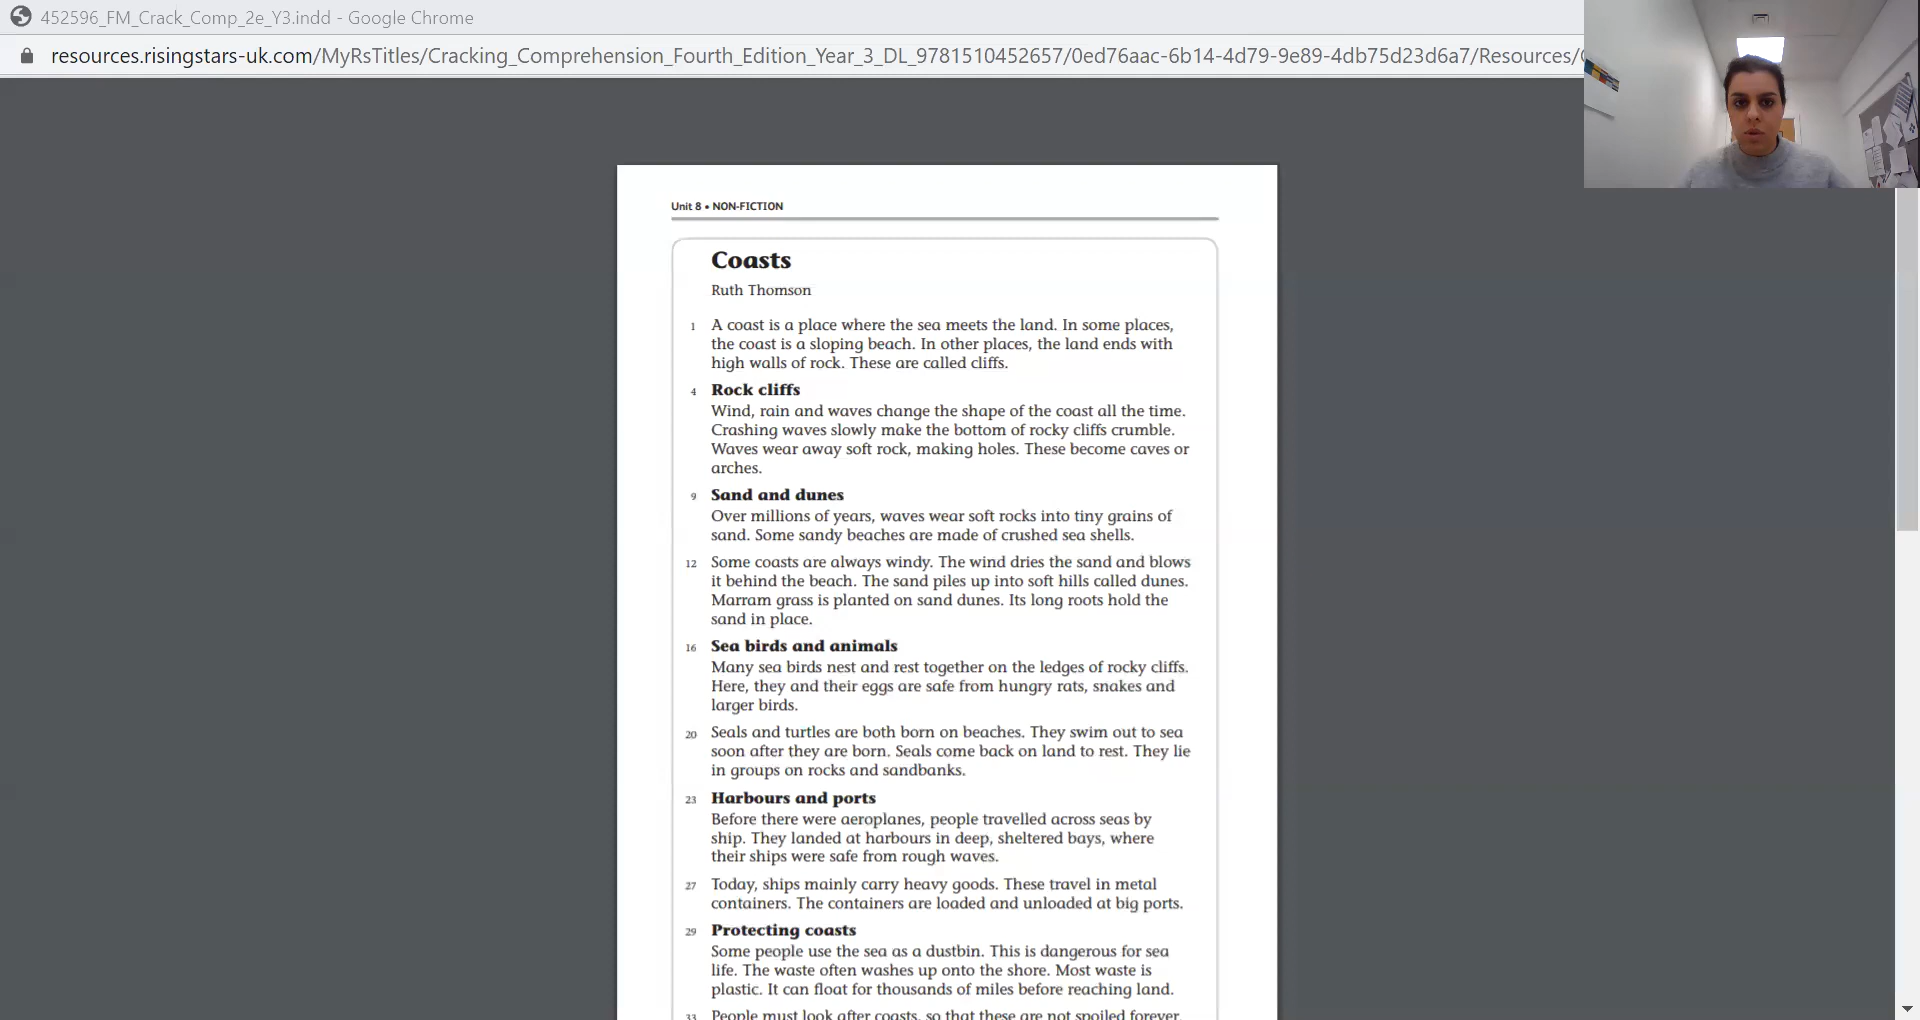 452596_FM_Crack_Comp_2e_Y3.indd - Google Chrome
resources.risingstars-uk.com/MyRsTitles/Cracking_Comprehension_Fourth_Edition_Year_3_DL_9781510452657/0ed76aac-6b14-4d79-9e89-4db75d23d6a7/Resources/
Unit 8 • NON-FICTION
Coasts
Ruth Thomson
1 A coast is a place where the sea meets the land. In some places,
the coast is a sloping beach. In other places, the land ends with
high walls of rock. These are called cliffs.
4 Rock cliffs
Wind, rain and waves change the shape of the coast all the time.
Crashing waves slowly make the bottom of rocky cliffs crumble.
Waves wear away soft rock, making holes. These become caves or
arches.
9 Sand and dunes
Over millions of years, waves wear soft rocks into tiny grains of
sand. Some sandy beaches are made of crushed sea shells.
12 Some coasts are always windy. The wind dries the sand and blows
it behind the beach. The sand piles up into soft hills called dunes.
Marram grass is planted on sand dunes. Its long roots hold the
sand in place.
16 Sea birds and animals
Many sea birds nest and rest together on the ledges of rocky cliffs.
Here, they and their eggs are safe from hungry rats, snakes and
larger birds.
20 Seals and turtles are both born on beaches. They swim out to sea
soon after they are born. Seals come back on land to rest. They lie
in groups on rocks and sandbanks.
23 Harbours and ports
Before there were aeroplanes, people travelled across seas by
ship. They landed at harbours in deep, sheltered bays, where
their ships were safe from rough waves.
27 Today, ships mainly carry heavy goods. These travel in metal
containers. The containers are loaded and unloaded at big ports.
29 Protecting coasts
Some people use the sea as a dustbin. This is dangerous for sea
life. The waste often washes up onto the shore. Most waste is
plastic. It can float for thousands of miles before reaching land.
33 People must look after coasts, so that these are not spoiled forever.